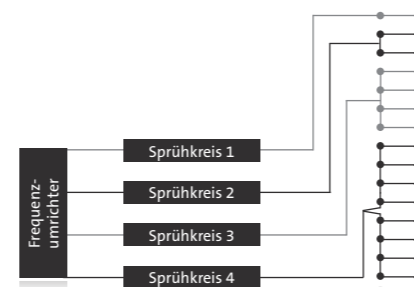 Frequenz-
umrichter
Sprühkreis 1
Sprühkreis 2
Sprühkreis 3
Sprühkreis 4